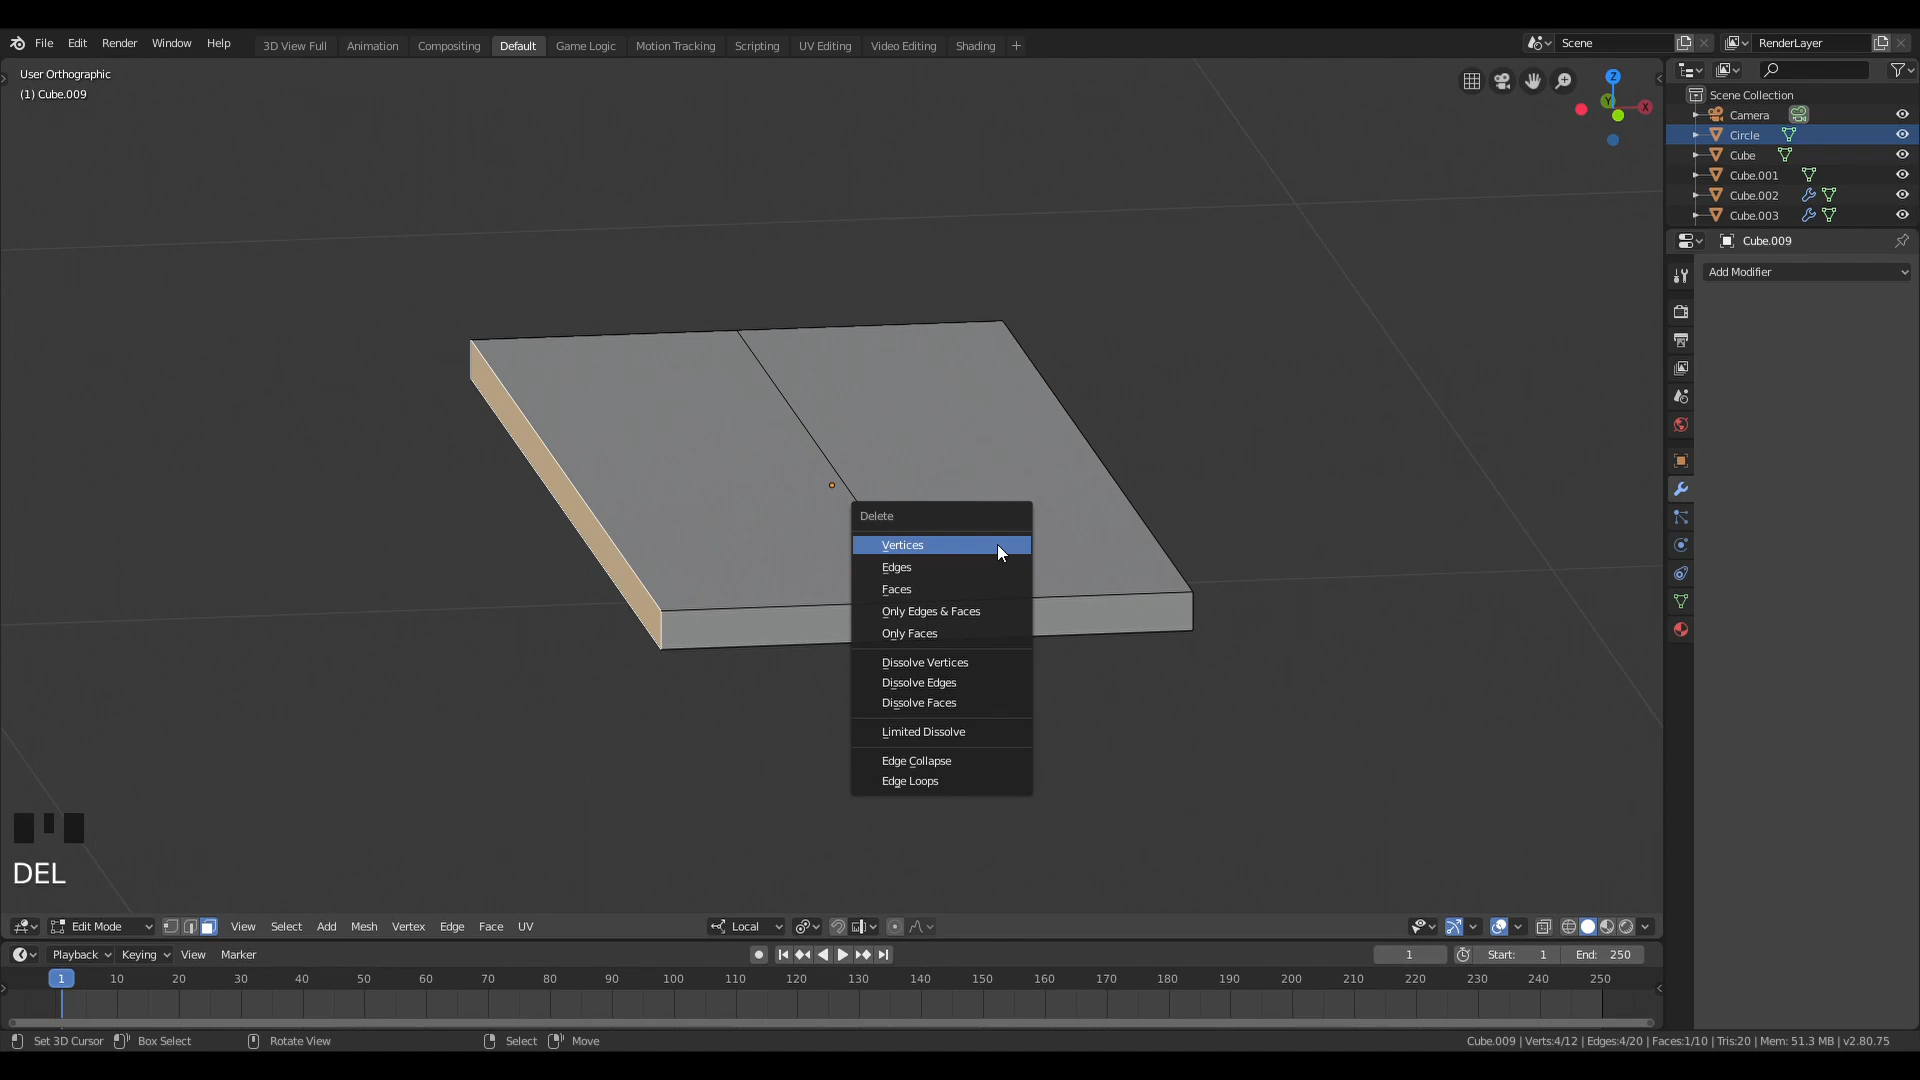 File Edit Render Window Help 3D View Full Animation Compositing Default Game Logic Motion Tracking Scripting UV Editing Video Editing Shading + Scene RenderLayer
User Orthographic
(1) Cube.009
Z
Y
X
Scene Collection
Camera
Circle
Cube
Cube.001
Cube.002
Cube.003
Cube.009
Add Modifier
Delete
Vertices
Edges
Faces
Only Edges & Faces
Only Faces
Dissolve Vertices
Dissolve Edges
Dissolve Faces
Limited Dissolve
Edge Collapse
Edge Loops
DEL
Edit Mode View Select Add Mesh Vertex Edge Face UV Local
Playback Keying View Marker 1 Start: 1 End: 250
1 10 20 30 40 50 60 70 80 90 100 110 120 130 140 150 160 170 180 190 200 210 220 230 240 250
Set 3D Cursor Box Select Rotate View Select Move Cube.009 | Verts:4/12 | Edges:4/20 | Faces:1/10 | Tris:20 | Mem: 51.3 MB | v2.80.75